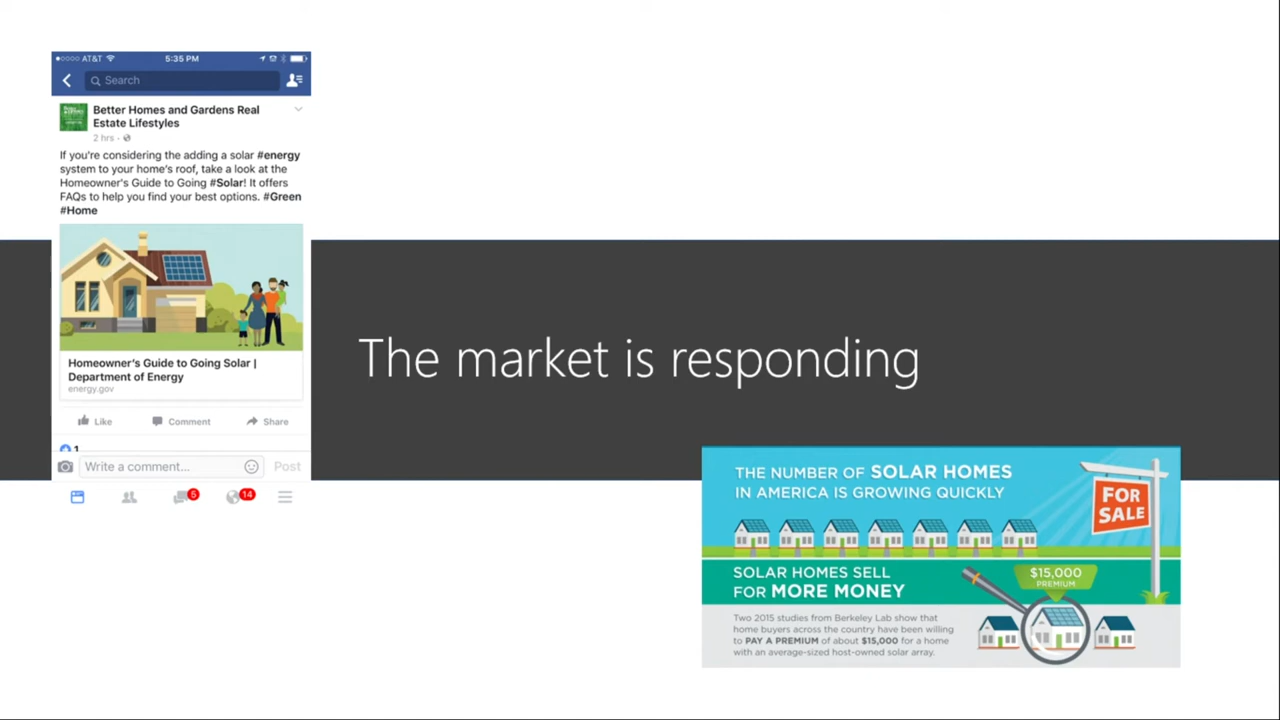 AT&T
5:35 PM
Search
Better Homes and Gardens Real
Estate Lifestyles
2 hrs ·
If you're considering the adding a solar #energy
system to your home's roof, take a look at the
Homeowner's Guide to Going #Solar! It offers
FAQs to help you find your best options. #Green
#Home
Homeowner's Guide to Going Solar |
Department of Energy
energy.gov
Like
Comment
Share
1
Write a comment...
Post
5
14
The market is responding
THE NUMBER OF SOLAR HOMES
IN AMERICA IS GROWING QUICKLY
FOR
SALE
SOLAR HOMES SELL
FOR MORE MONEY
$15,000
PREMIUM
Two 2015 studies from Berkeley Lab show that
home buyers across the country have been willing
to PAY A PREMIUM of about $15,000 for a home
with an average-sized host-owned solar array.